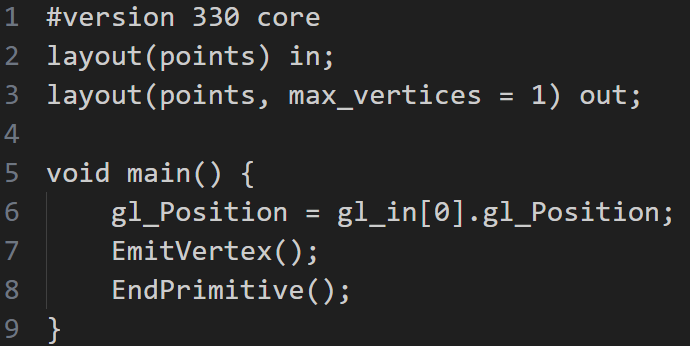 1 #version 330 core
2 layout(points) in;
3 layout(points, max_vertices = 1) out;
4
5 void main() {
6     gl_Position = gl_in[0].gl_Position;
7     EmitVertex();
8     EndPrimitive();
9 }